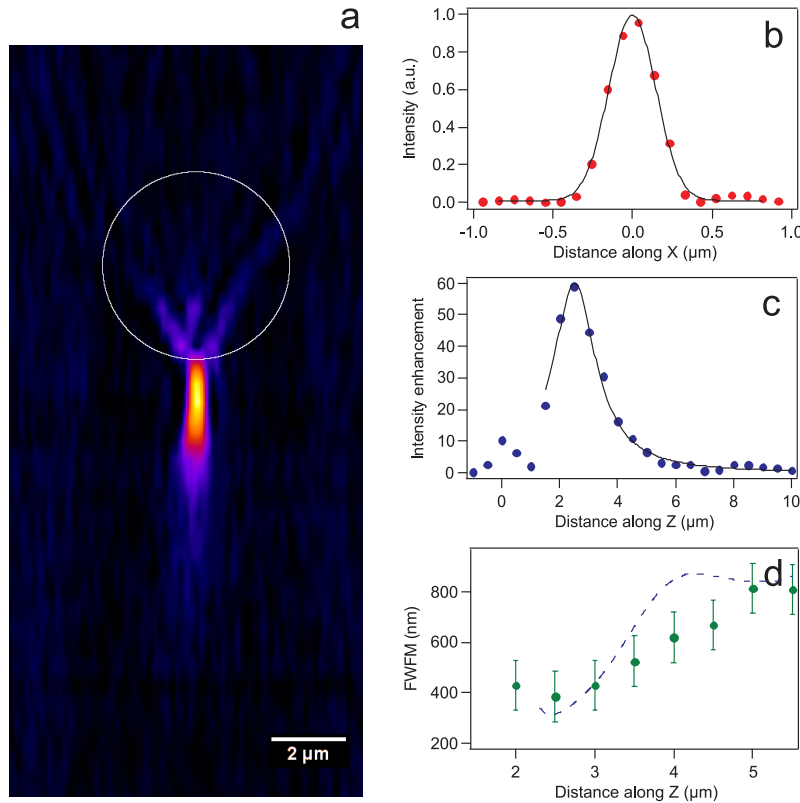 a
2 µm
b
Intensity (a.u.)
1.0
0.8
0.6
0.4
0.2
0.0
-1.0 -0.5 0.0 0.5 1.0
Distance along X (µm)
c
Intensity enhancement
60
50
40
30
20
10
0
0 2 4 6 8 10
Distance along Z (µm)
d
FWFM (nm)
800
600
400
200
2 3 4 5
Distance along Z (µm)